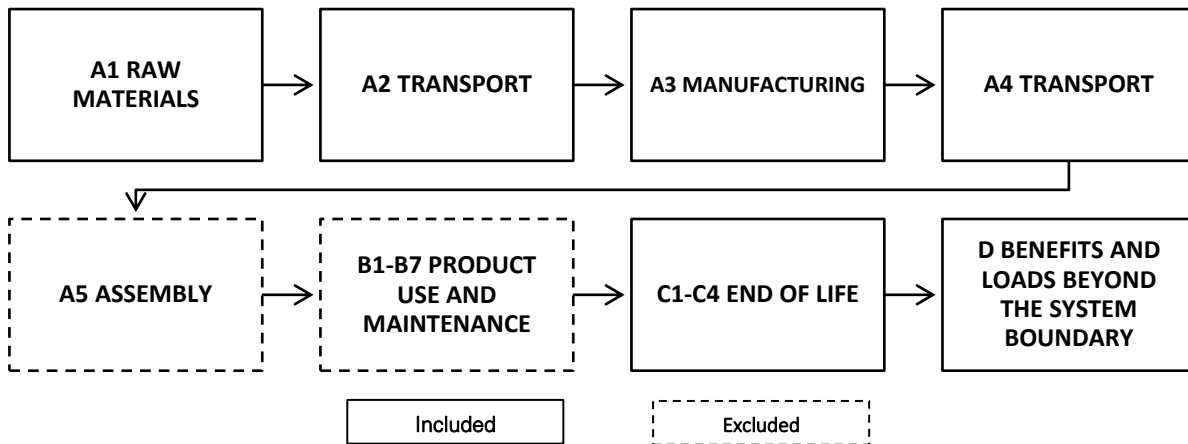 A1 RAW
MATERIALS
A2 TRANSPORT
A3 MANUFACTURING
A4 TRANSPORT
A5 ASSEMBLY
B1-B7 PRODUCT
USE AND
MAINTENANCE
C1-C4 END OF LIFE
D BENEFITS AND
LOADS BEYOND
THE SYSTEM
BOUNDARY
Included
Excluded